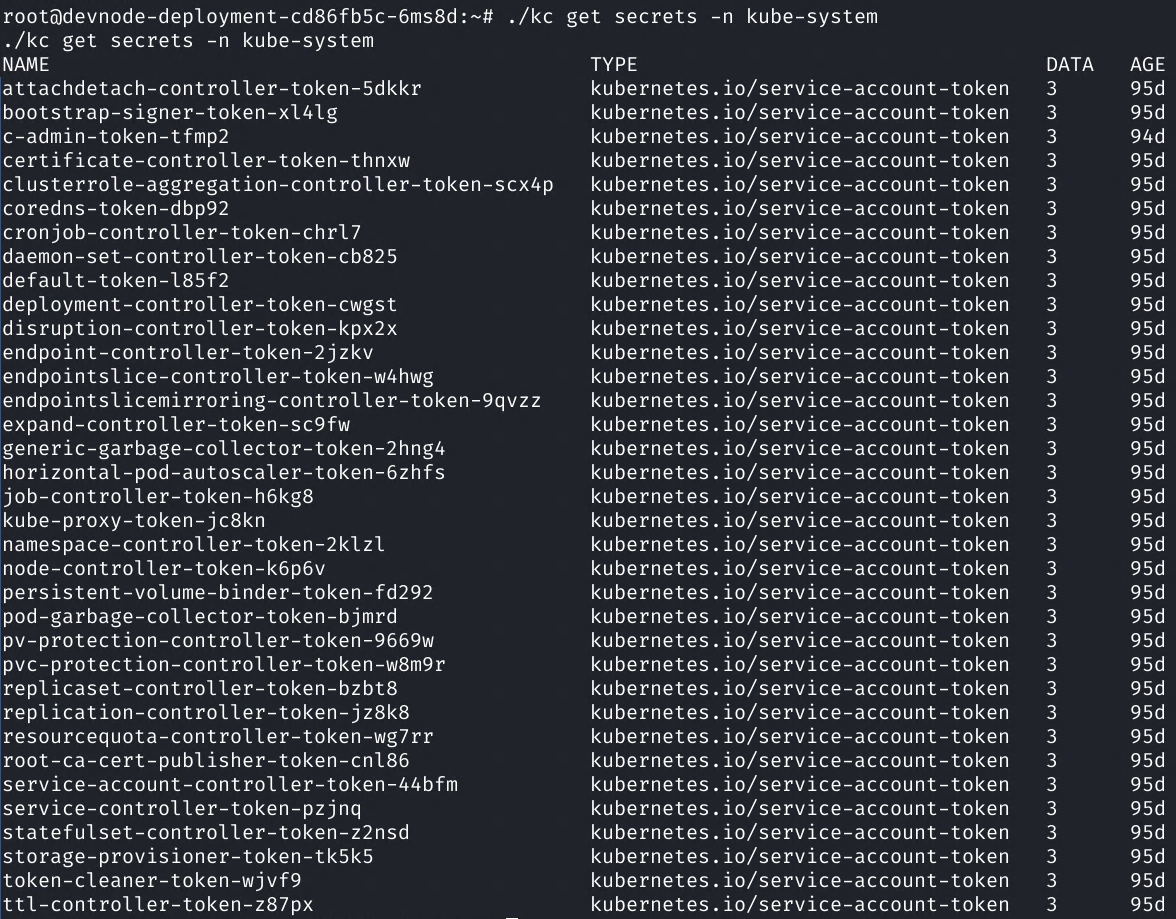 root@devnode-deployment-cd86fb5c-6ms8d:~# ./kc get secrets -n kube-system
./kc get secrets -n kube-system
NAME TYPE DATA AGE
attachdetach-controller-token-5dkkr kubernetes.io/service-account-token 3 95d
bootstrap-signer-token-xl4lg kubernetes.io/service-account-token 3 95d
c-admin-token-tfmp2 kubernetes.io/service-account-token 3 94d
certificate-controller-token-thnxw kubernetes.io/service-account-token 3 95d
clusterrole-aggregation-controller-token-scx4p kubernetes.io/service-account-token 3 95d
coredns-token-dbp92 kubernetes.io/service-account-token 3 95d
cronjob-controller-token-chrl7 kubernetes.io/service-account-token 3 95d
daemon-set-controller-token-cb825 kubernetes.io/service-account-token 3 95d
default-token-l85f2 kubernetes.io/service-account-token 3 95d
deployment-controller-token-cwgst kubernetes.io/service-account-token 3 95d
disruption-controller-token-kpx2x kubernetes.io/service-account-token 3 95d
endpoint-controller-token-2jzkv kubernetes.io/service-account-token 3 95d
endpointslice-controller-token-w4hwg kubernetes.io/service-account-token 3 95d
endpointslicemirroring-controller-token-9qvzz kubernetes.io/service-account-token 3 95d
expand-controller-token-sc9fw kubernetes.io/service-account-token 3 95d
generic-garbage-collector-token-2hng4 kubernetes.io/service-account-token 3 95d
horizontal-pod-autoscaler-token-6zhfs kubernetes.io/service-account-token 3 95d
job-controller-token-h6kg8 kubernetes.io/service-account-token 3 95d
kube-proxy-token-jc8kn kubernetes.io/service-account-token 3 95d
namespace-controller-token-2klzl kubernetes.io/service-account-token 3 95d
node-controller-token-k6p6v kubernetes.io/service-account-token 3 95d
persistent-volume-binder-token-fd292 kubernetes.io/service-account-token 3 95d
pod-garbage-collector-token-bjmrd kubernetes.io/service-account-token 3 95d
pv-protection-controller-token-9669w kubernetes.io/service-account-token 3 95d
pvc-protection-controller-token-w8m9r kubernetes.io/service-account-token 3 95d
replicaset-controller-token-bzbt8 kubernetes.io/service-account-token 3 95d
replication-controller-token-jz8k8 kubernetes.io/service-account-token 3 95d
resourcequota-controller-token-wg7rr kubernetes.io/service-account-token 3 95d
root-ca-cert-publisher-token-cnl86 kubernetes.io/service-account-token 3 95d
service-account-controller-token-44bfm kubernetes.io/service-account-token 3 95d
service-controller-token-pzjnq kubernetes.io/service-account-token 3 95d
statefulset-controller-token-z2nsd kubernetes.io/service-account-token 3 95d
storage-provisioner-token-tk5k5 kubernetes.io/service-account-token 3 95d
token-cleaner-token-wjvf9 kubernetes.io/service-account-token 3 95d
ttl-controller-token-z87px kubernetes.io/service-account-token 3 95d